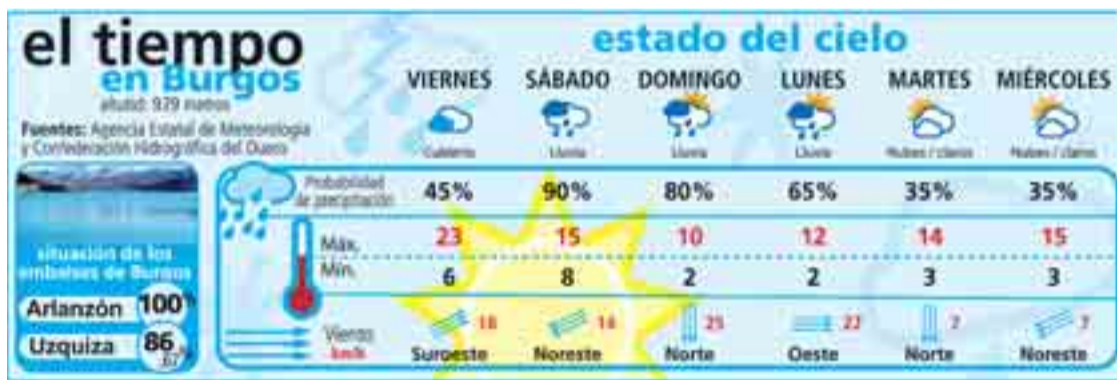 el tiempo
en Burgos
altitud: 929 metros
Fuentes: Agencia Estatal de Meteorología
y Confederación Hidrográfica del Duero
estado del cielo
VIERNES SÁBADO DOMINGO LUNES MARTES MIÉRCOLES
Cubierto Lluvia Lluvia Lluvia Nubes / claros Nubes / claros
Probabilidad
de precipitación 45% 90% 80% 65% 35% 35%
Máx. 23 15 10 12 14 15
Mín. 6 8 2 2 3 3
Viento 18 14 25 22 7 7
km/h Suroeste Noreste Norte Oeste Norte Noreste
situación de los
embalses de Burgos
Arlanzón 100%
Uzquiza 86